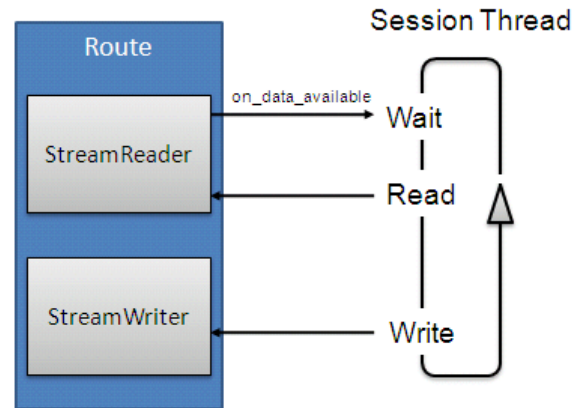 Session Thread
Route
on_data_available
Wait
StreamReader
Read
StreamWriter
Write